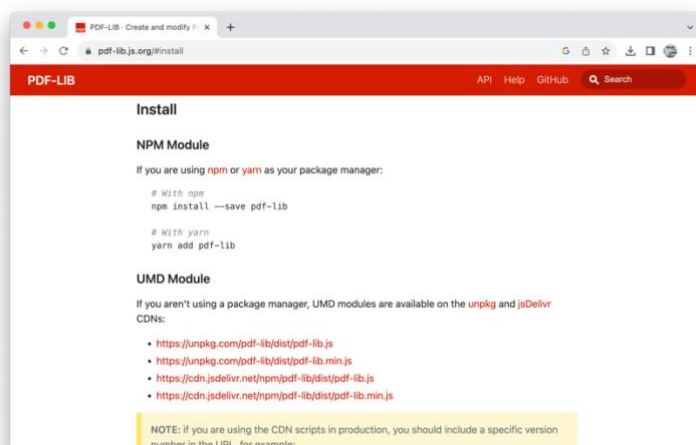 PDF-LIB · Create and modify P
pdf-lib.js.org/#install
PDF-LIB
API Help GitHub Search
Install
NPM Module
If you are using npm or yarn as your package manager:
# With npm
npm install --save pdf-lib
# With yarn
yarn add pdf-lib
UMD Module
If you aren't using a package manager, UMD modules are available on the unpkg and jsDelivr
CDNs:
• https://unpkg.com/pdf-lib/dist/pdf-lib.js
• https://unpkg.com/pdf-lib/dist/pdf-lib.min.js
• https://cdn.jsdelivr.net/npm/pdf-lib/dist/pdf-lib.js
• https://cdn.jsdelivr.net/npm/pdf-lib/dist/pdf-lib.min.js
NOTE: if you are using the CDN scripts in production, you should include a specific version
number in the URL, for example: